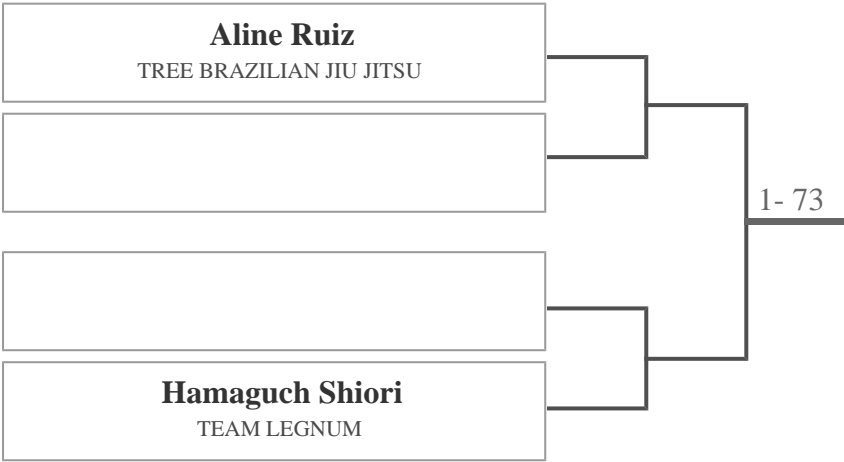 Aline Ruiz
TREE BRAZILIAN JIU JITSU
1- 73
Hamaguch Shiori
TEAM LEGNUM